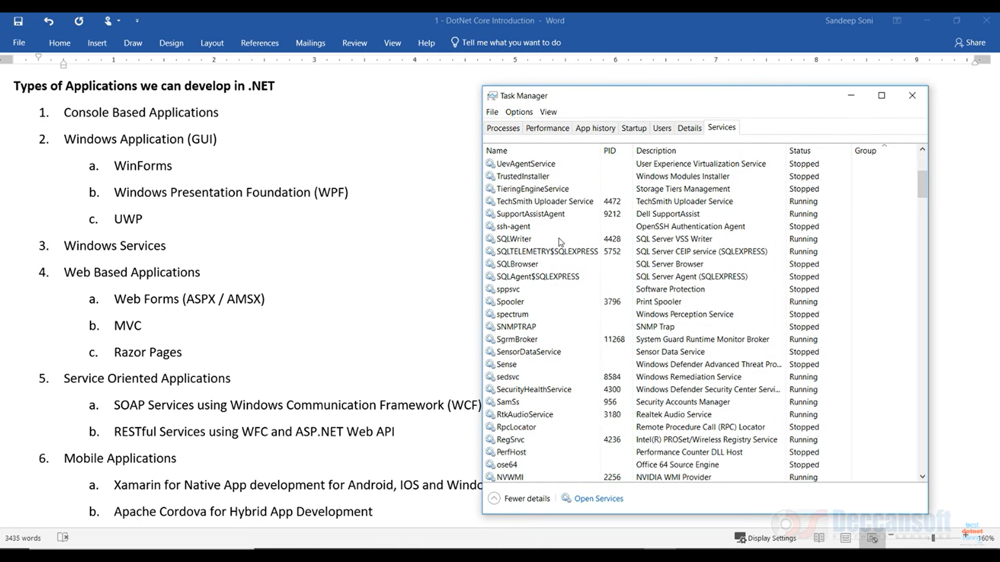 1 - DotNet Core Introduction - Word
Sandeep Soni
File Home Insert Draw Design Layout References Mailings Review View Help Tell me what you want to do Share
1 2 3 4 5 6 7 8 9
Types of Applications we can develop in .NET
1. Console Based Applications
2. Windows Application (GUI)
a. WinForms
b. Windows Presentation Foundation (WPF)
c. UWP
3. Windows Services
4. Web Based Applications
a. Web Forms (ASPX / AMSX)
b. MVC
c. Razor Pages
5. Service Oriented Applications
a. SOAP Services using Windows Communication Framework (WCF)
b. RESTful Services using WFC and ASP.NET Web API
6. Mobile Applications
a. Xamarin for Native App development for Android, IOS and Windo
b. Apache Cordova for Hybrid App Development
Task Manager
File Options View
Processes Performance App history Startup Users Details Services
Name PID Description Status Group
UevAgentService User Experience Virtualization Service Stopped
TrustedInstaller Windows Modules Installer Stopped
TieringEngineService Storage Tiers Management Stopped
TechSmith Uploader Service 4472 TechSmith Uploader Service Running
SupportAssistAgent 9212 Dell SupportAssist Running
ssh-agent OpenSSH Authentication Agent Stopped
SQLWriter 4428 SQL Server VSS Writer Running
SQLTELEMETRY$SQLEXPRESS 5752 SQL Server CEIP service (SQLEXPRESS) Running
SQLBrowser SQL Server Browser Stopped
SQLAgent$SQLEXPRESS SQL Server Agent (SQLEXPRESS) Stopped
sppsvc Software Protection Stopped
Spooler 3796 Print Spooler Running
spectrum Windows Perception Service Stopped
SNMPTRAP SNMP Trap Stopped
SgrmBroker 11268 System Guard Runtime Monitor Broker Running
SensorDataService Sensor Data Service Stopped
Sense Windows Defender Advanced Threat Pro... Stopped
sedsvc 8584 Windows Remediation Service Running
SecurityHealthService 4300 Windows Defender Security Center Servi... Running
SamSs 956 Security Accounts Manager Running
RtkAudioService 3180 Realtek Audio Service Running
RpcLocator Remote Procedure Call (RPC) Locator Stopped
RegSrvc 4236 Intel(R) PROSet/Wireless Registry Service Running
PerfHost Performance Counter DLL Host Stopped
ose64 Office 64 Source Engine Stopped
NVWMI 2256 NVIDIA WMI Provider Running
Fewer details Open Services
Deccansoft
best
dotnet
training
3435 words
Display Settings
160%